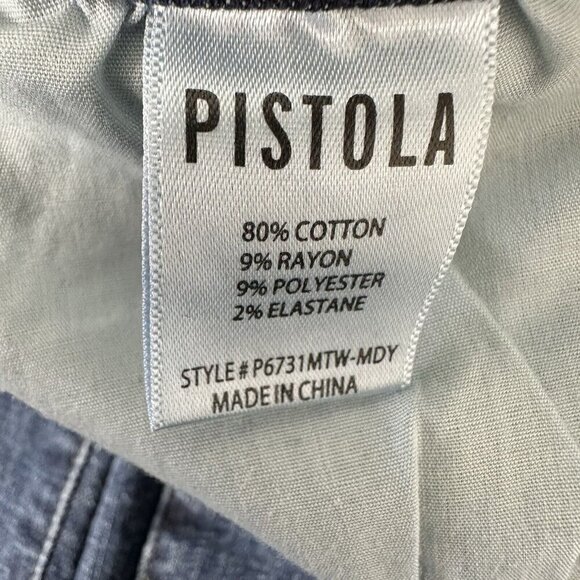 PISTOLA
80% COTTON
9% RAYON
9% POLYESTER
2% ELASTANE
STYLE # P6731MTW-MDY
MADE IN CHINA